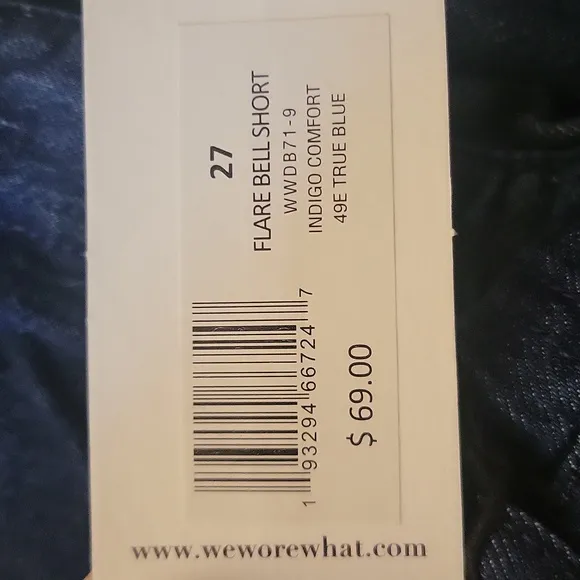 27
FLARE BELL SHORT
WWDB71-9
INDIGO COMFORT
49E TRUE BLUE
1 93294 66724 7
$ 69.00
www.weworewhat.com